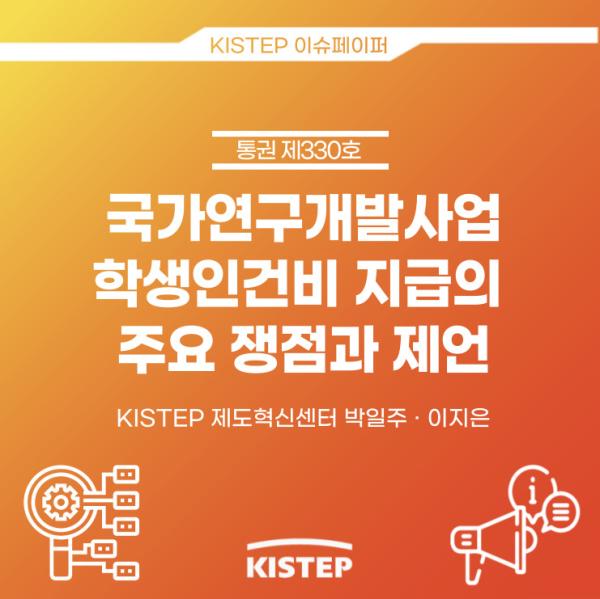 KISTEP 이슈페이퍼
통권 제330호
국가연구개발사업
학생인건비 지급의
주요 쟁점과 제언
KISTEP 제도혁신센터 박일주 · 이지은
i
KISTEP